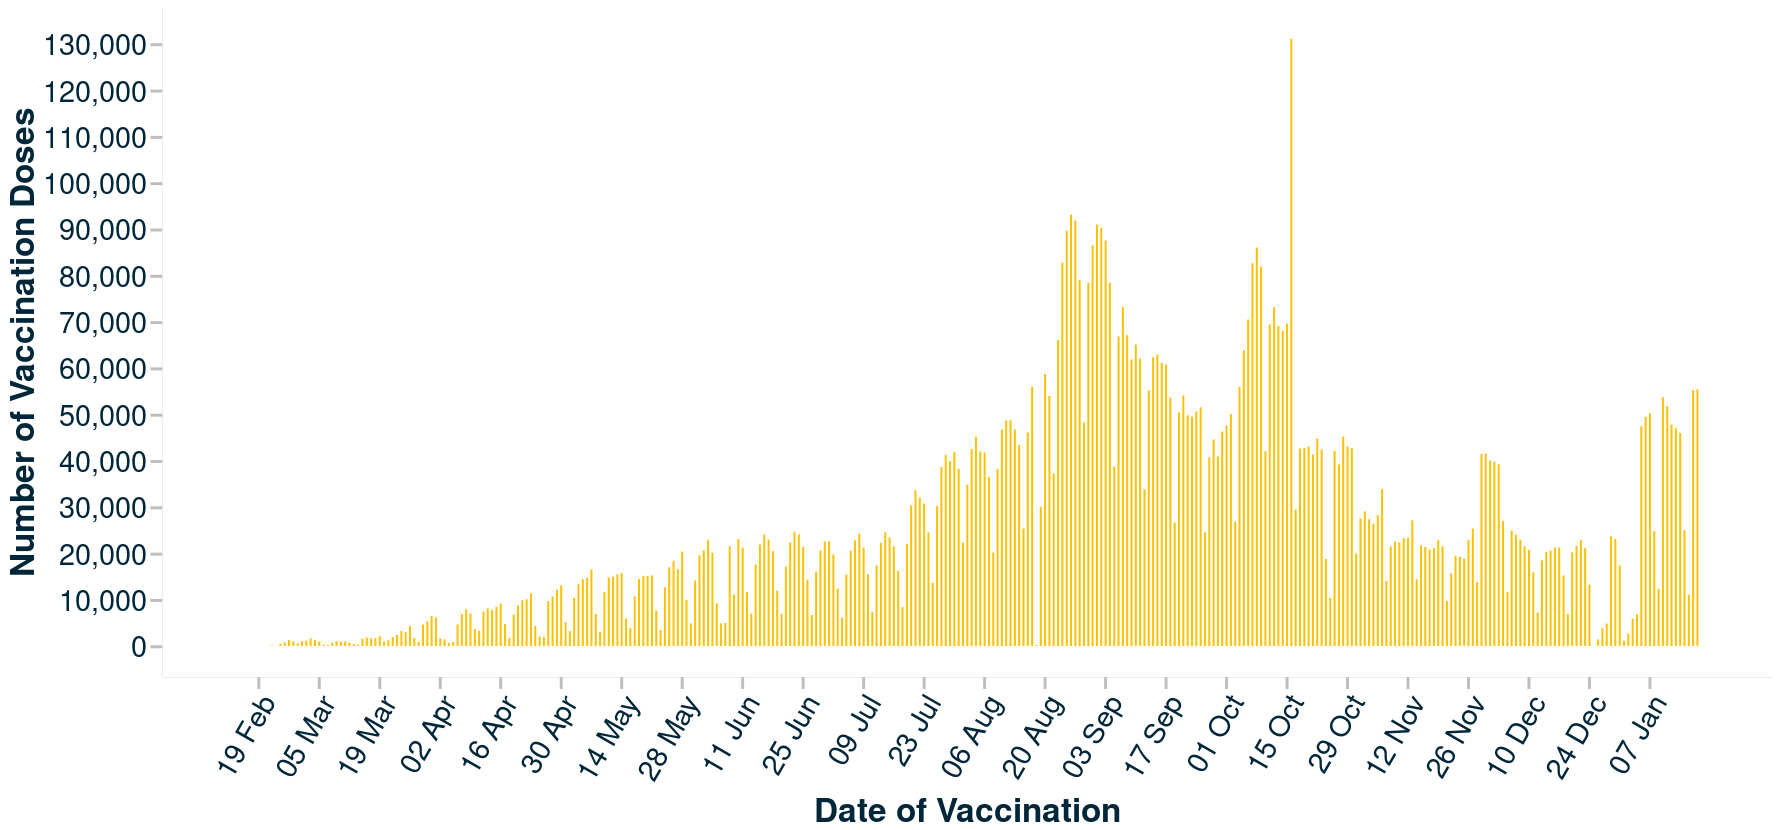 Number of Vaccination Doses
130,000
120,000
110,000
100,000
90,000
80,000
70,000
60,000
50,000
40,000
30,000
20,000
10,000
0
19 Feb
05 Mar
19 Mar
02 Apr
16 Apr
30 Apr
14 May
28 May
11 Jun
25 Jun
09 Jul
23 Jul
06 Aug
20 Aug
03 Sep
17 Sep
01 Oct
15 Oct
29 Oct
12 Nov
26 Nov
10 Dec
24 Dec
07 Jan
Date of Vaccination